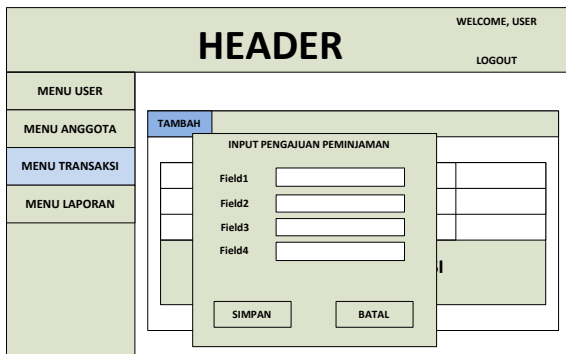 WELCOME, USER
HEADER
LOGOUT
MENU USER
MENU ANGGOTA
MENU TRANSAKSI
MENU LAPORAN
TAMBAH
INPUT PENGAJUAN PEMINJAMAN
Field1
Field2
Field3
Field4
SIMPAN
BATAL